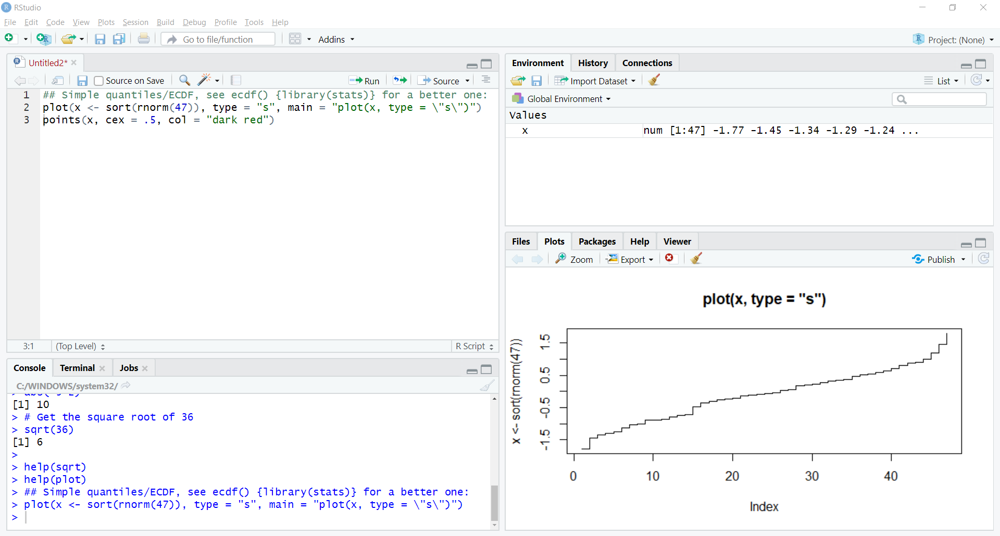 RStudio
File Edit Code View Plots Session Build Debug Profile Tools Help
Go to file/function Addins Project: (None)
Untitled2*
Source on Save Run Source
1 ## Simple quantiles/ECDF, see ecdf() {library(stats)} for a better one:
2 plot(x <- sort(rnorm(47)), type = "s", main = "plot(x, type = \"s\")")
3 points(x, cex = .5, col = "dark red")
3:1 (Top Level) R Script
Console Terminal Jobs
C:/WINDOWS/system32/
[1] 10
> # Get the square root of 36
> sqrt(36)
[1] 6
>
> help(sqrt)
> help(plot)
> ## Simple quantiles/ECDF, see ecdf() {library(stats)} for a better one:
> plot(x <- sort(rnorm(47)), type = "s", main = "plot(x, type = \"s\")")
>
Environment History Connections
Import Dataset List
Global Environment
Values
x num [1:47] -1.77 -1.45 -1.34 -1.29 -1.24 ...
Files Plots Packages Help Viewer
Zoom Export Publish
plot(x, type = "s")
x <- sort(rnorm(47))
1.5
0.5
-0.5
-1.5
0 10 20 30 40
Index